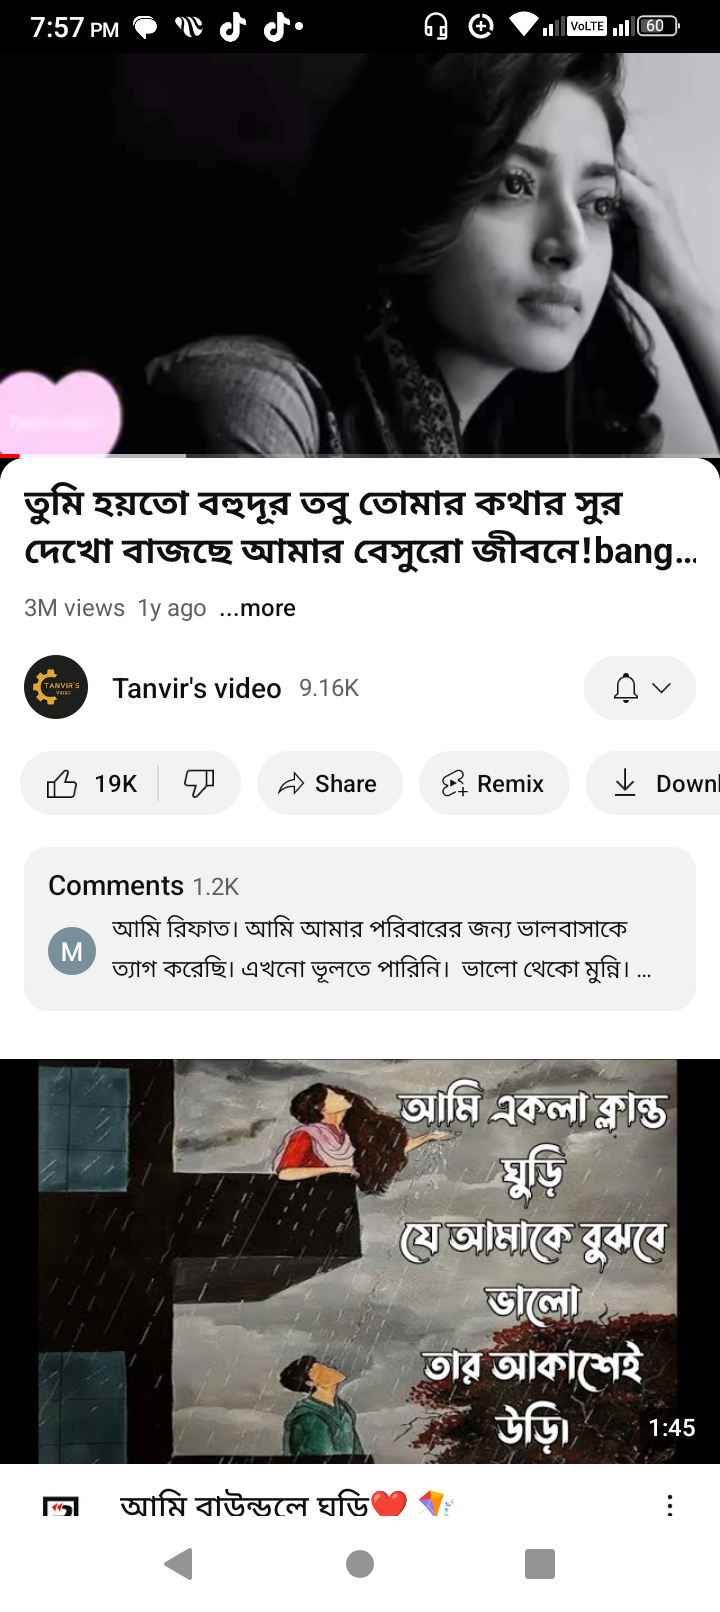 7:57 PM
VoLTE
60
তুমি হয়তো বহুদূর তবু তোমার কথার সুর
দেখো বাজছে আমার বেসুরো জীবনে!bang...
3M views 1y ago ...more
TANVIR'S
VIDEO
Tanvir's video 9.16K
19K
Share
Remix
Downl
Comments 1.2K
M
আমি রিফাত। আমি আমার পরিবারের জন্য ভালবাসাকে
ত্যাগ করেছি। এখনো ভূলতে পারিনি।  ভালো থেকো মুন্নি। ...
আমি একলা ক্লান্ত
ঘুড়ি
যে আমাকে বুঝবে
ভালো
তার আকাশেই
উড়ি।
1:45
আমি বাউন্ডুলে ঘুড়ি❤️ 🪁